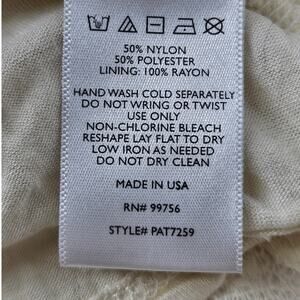 50% NYLON
50% POLYESTER
LINING: 100% RAYON
HAND WASH COLD SEPARATELY
DO NOT WRING OR TWIST
USE ONLY
NON-CHLORINE BLEACH
RESHAPE LAY FLAT TO DRY
LOW IRON AS NEEDED
DO NOT DRY CLEAN
MADE IN USA
RN# 99756
STYLE# PAT7259